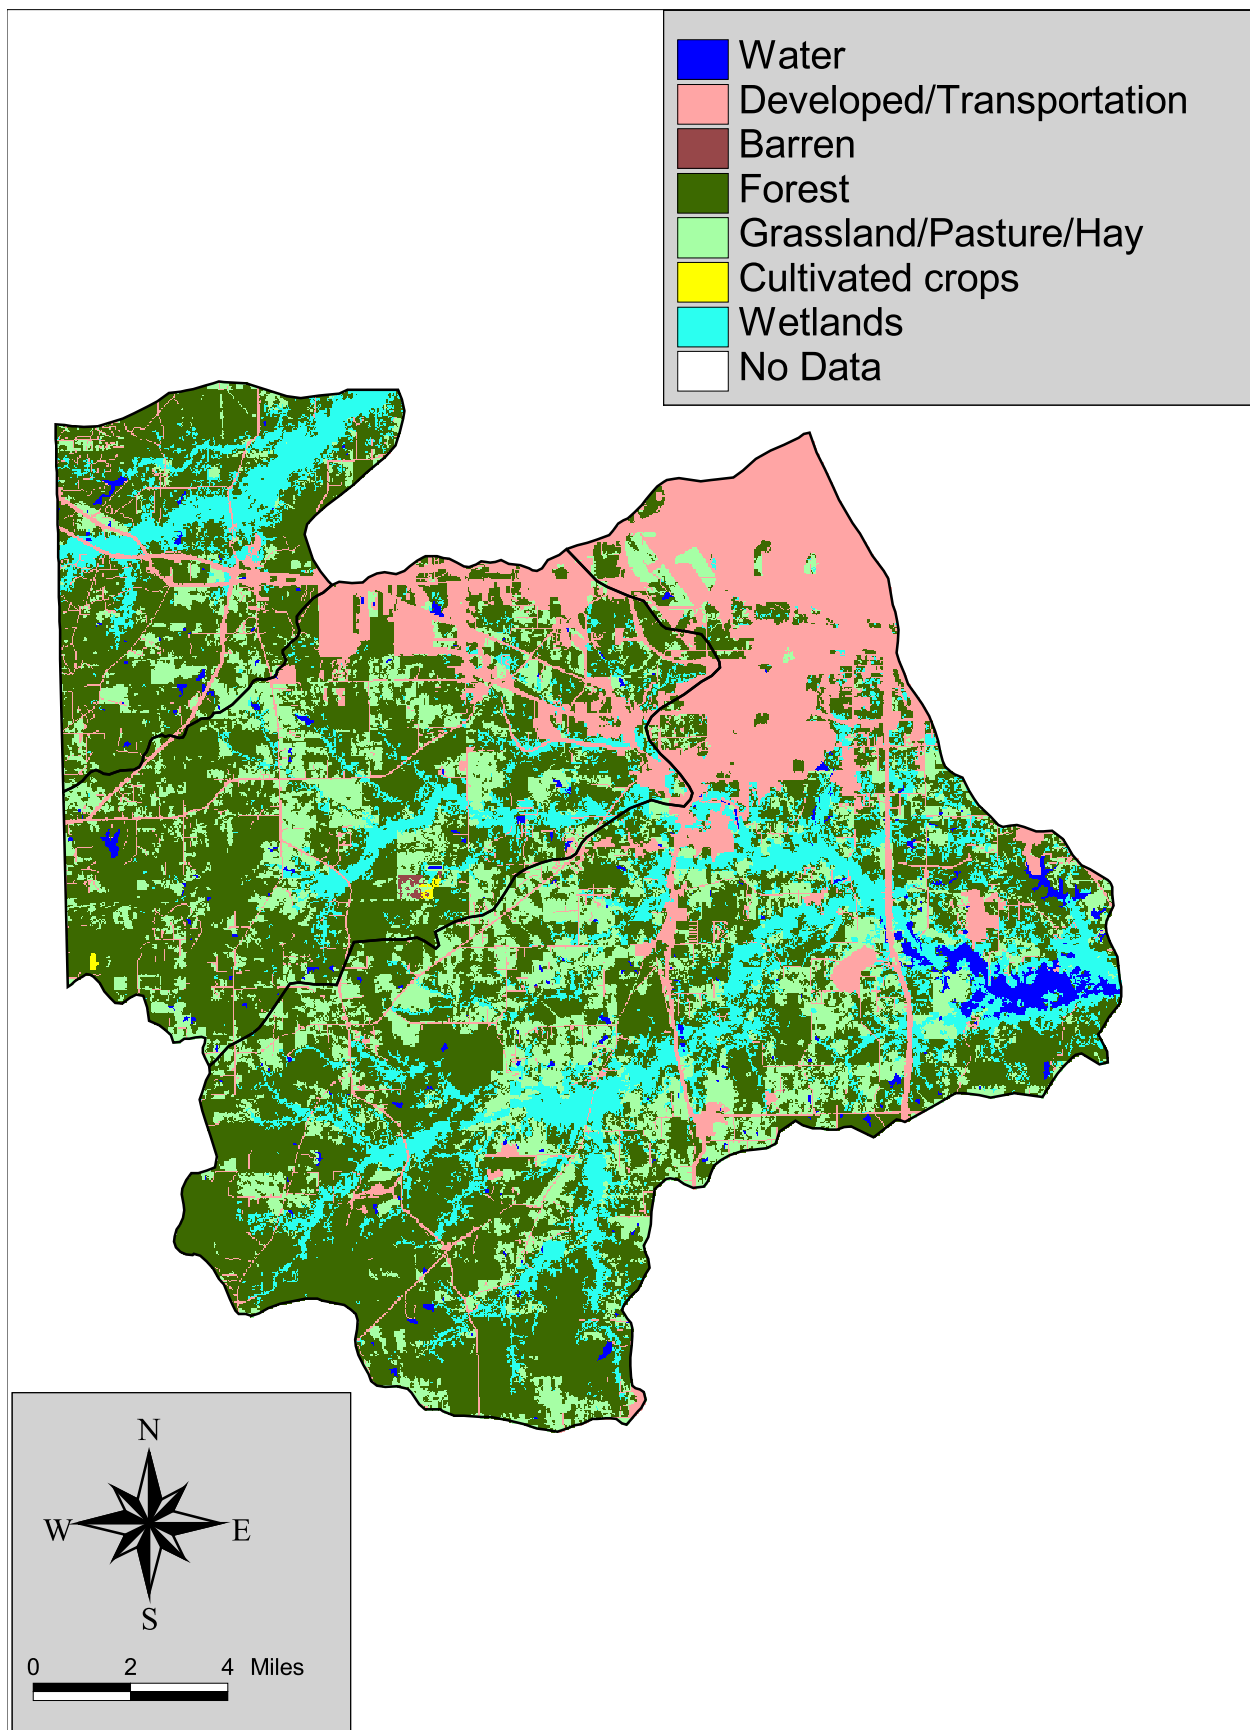 Water
Developed/Transportation
Barren
Forest
Grassland/Pasture/Hay
Cultivated crops
Wetlands
No Data
N
W E
S
0 2 4 Miles